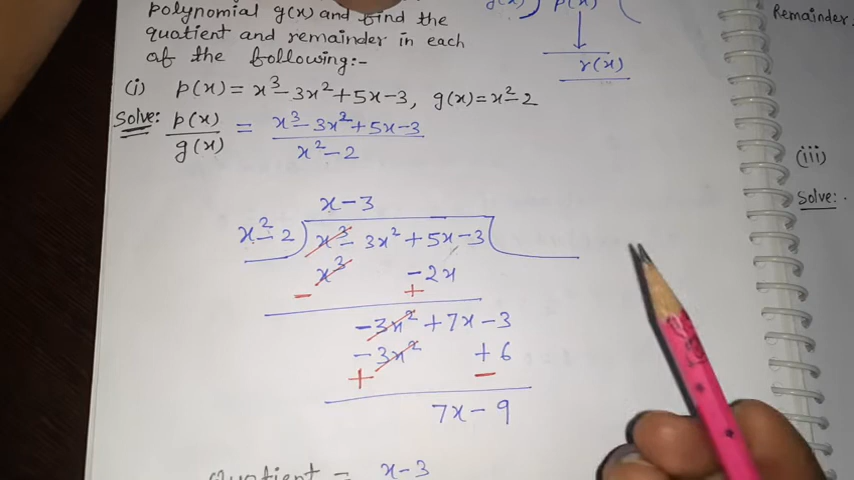 polynomial g(x) and find the
quatient and remainder in each
of the following:-
(i) p(x) = x³ - 3x² + 5x - 3, g(x) = x² - 2
Solve: p(x)/g(x) = x³ - 3x² + 5x - 3/x² - 2
x - 3
x² - 2) x³ - 3x² + 5x - 3(
x³ - 2x
- +
-3x² + 7x - 3
-3x² + 6
+ -
7x - 9
Quatient = x - 3
g(x)) p(x) (
r(x)
Remainder
(iii)
Solve: